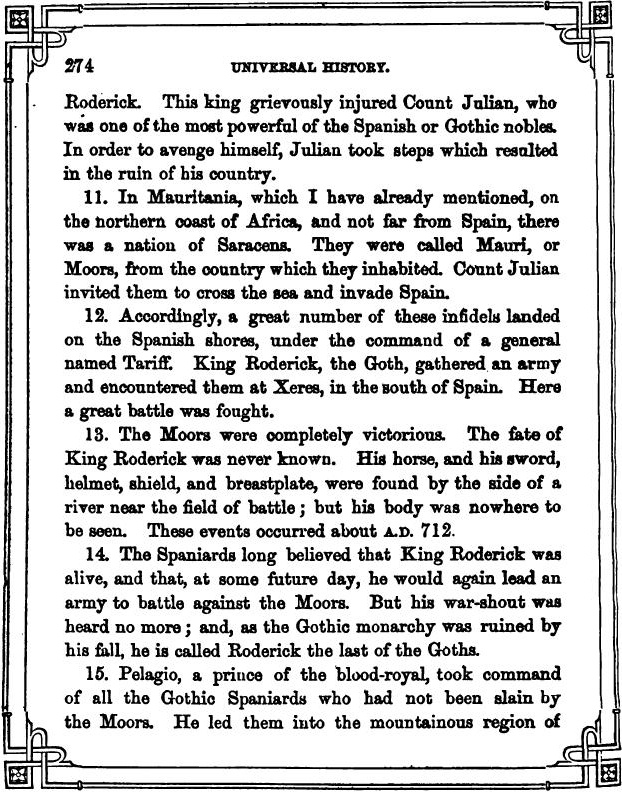 274 UNIVERSAL HISTORY.
Roderick. This king grievously injured Count Julian, who
was one of the most powerful of the Spanish or Gothic nobles.
In order to avenge himself, Julian took steps which resulted
in the ruin of his country.
11. In Mauritania, which I have already mentioned, on
the northern coast of Africa, and not far from Spain, there
was a nation of Saracens. They were called Mauri, or
Moors, from the country which they inhabited. Count Julian
invited them to cross the sea and invade Spain.
12. Accordingly, a great number of these infidels landed
on the Spanish shores, under the command of a general
named Tariff. King Roderick, the Goth, gathered an army
and encountered them at Xeres, in the south of Spain. Here
a great battle was fought.
13. The Moors were completely victorious. The fate of
King Roderick was never known. His horse, and his sword,
helmet, shield, and breastplate, were found by the side of a
river near the field of battle; but his body was nowhere to
be seen. These events occurred about A.D. 712.
14. The Spaniards long believed that King Roderick was
alive, and that, at some future day, he would again lead an
army to battle against the Moors. But his war-shout was
heard no more; and, as the Gothic monarchy was ruined by
his fall, he is called Roderick the last of the Goths.
15. Pelagio, a prince of the blood-royal, took command
of all the Gothic Spaniards who had not been slain by
the Moors. He led them into the mountainous region of